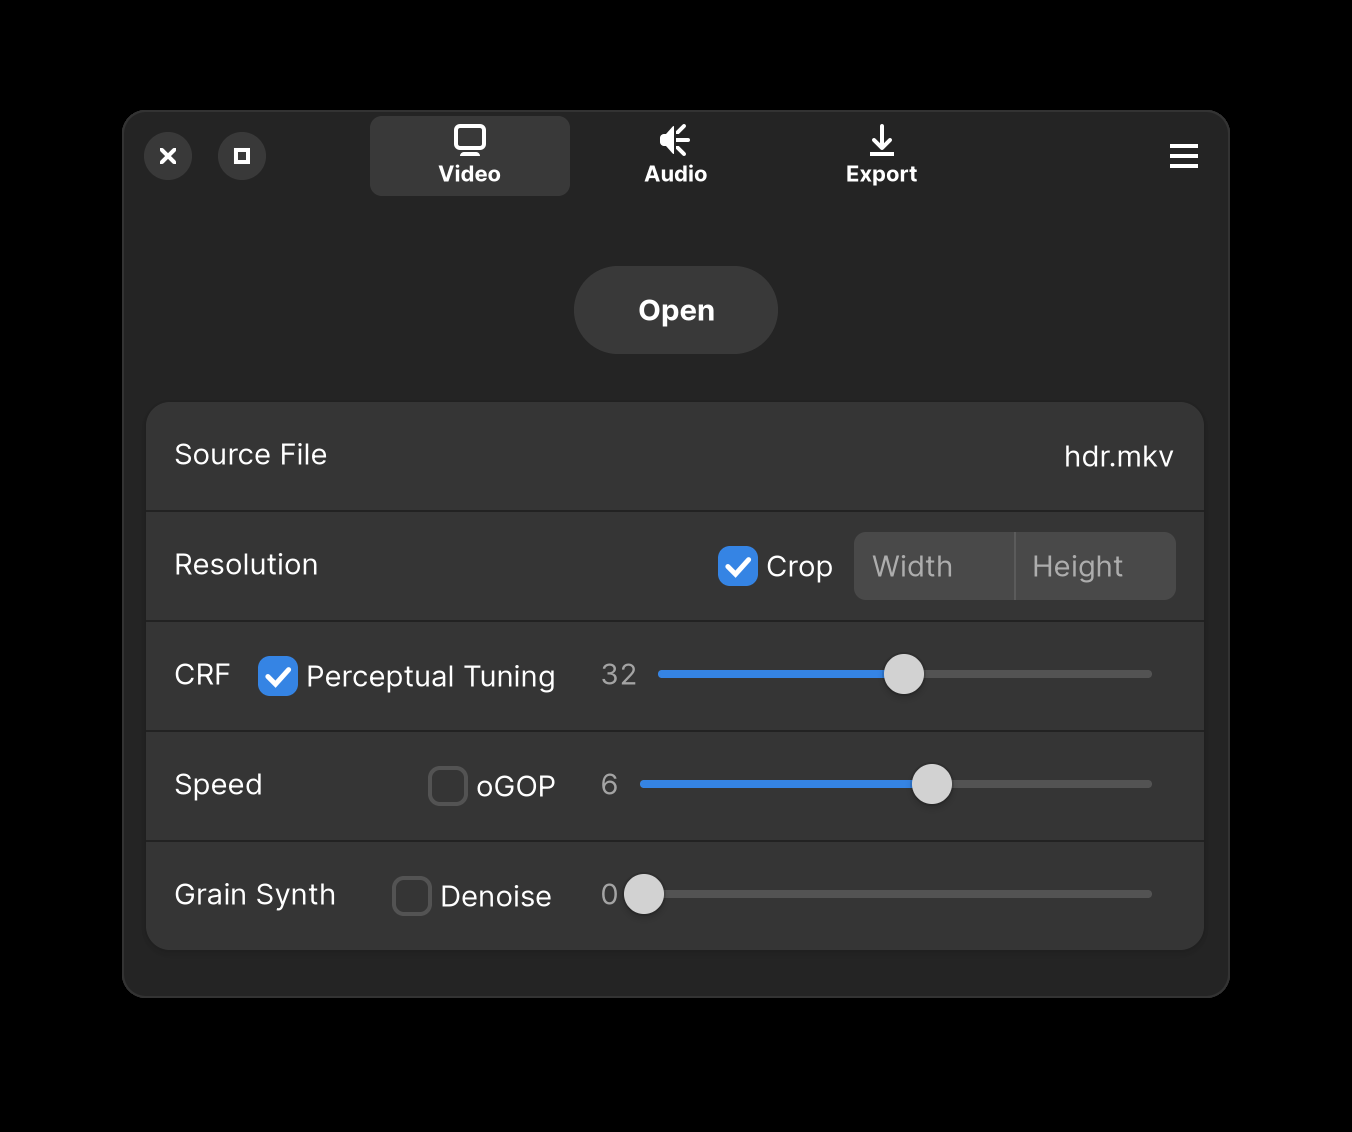 Video Audio Export
Open
Source File hdr.mkv
Resolution Crop Width Height
CRF Perceptual Tuning 32
Speed oGOP 6
Grain Synth Denoise 0